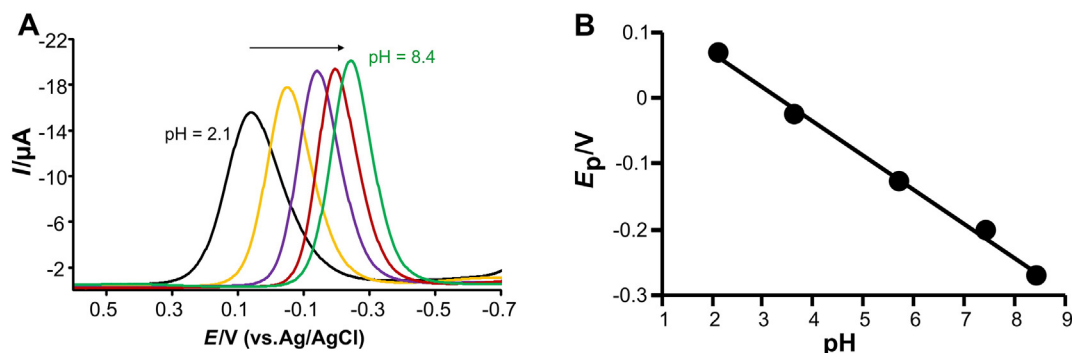 A
-22
-18
-14
-10
-6
-2
I/µA
pH = 2.1
pH = 8.4
0.5 0.3 0.1 -0.1 -0.3 -0.5 -0.7
E/V (vs.Ag/AgCl)
B
0.1
0
-0.1
-0.2
-0.3
Ep/V
1 2 3 4 5 6 7 8 9
pH